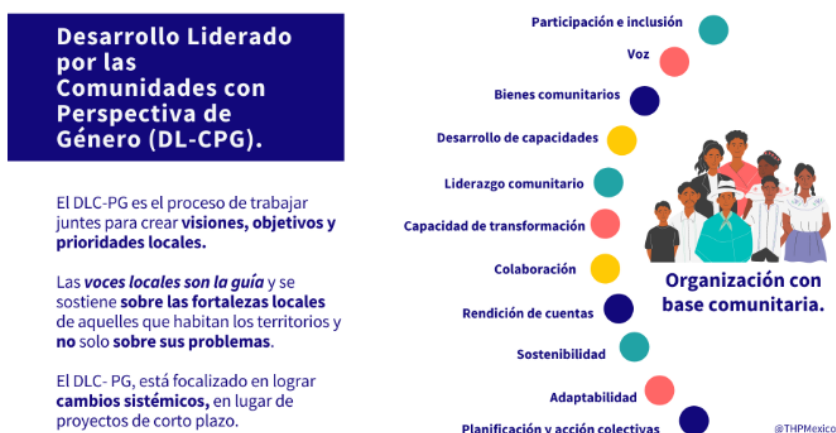 Desarrollo Liderado
por las
Comunidades con
Perspectiva de
Género (DL-CPG).
El DLC-PG es el proceso de trabajar
juntes para crear visiones, objetivos y
prioridades locales.
Las voces locales son la guía y se
sostiene sobre las fortalezas locales
de aquelles que habitan los territorios y
no solo sobre sus problemas.
El DLC- PG, está focalizado en lograr
cambios sistémicos, en lugar de
proyectos de corto plazo.
Participación e inclusión
Voz
Bienes comunitarios
Desarrollo de capacidades
Liderazgo comunitario
Capacidad de transformación
Colaboración
Rendición de cuentas
Sostenibilidad
Adaptabilidad
Planificación y acción colectivas
Organización con
base comunitaria.
@THPMexico